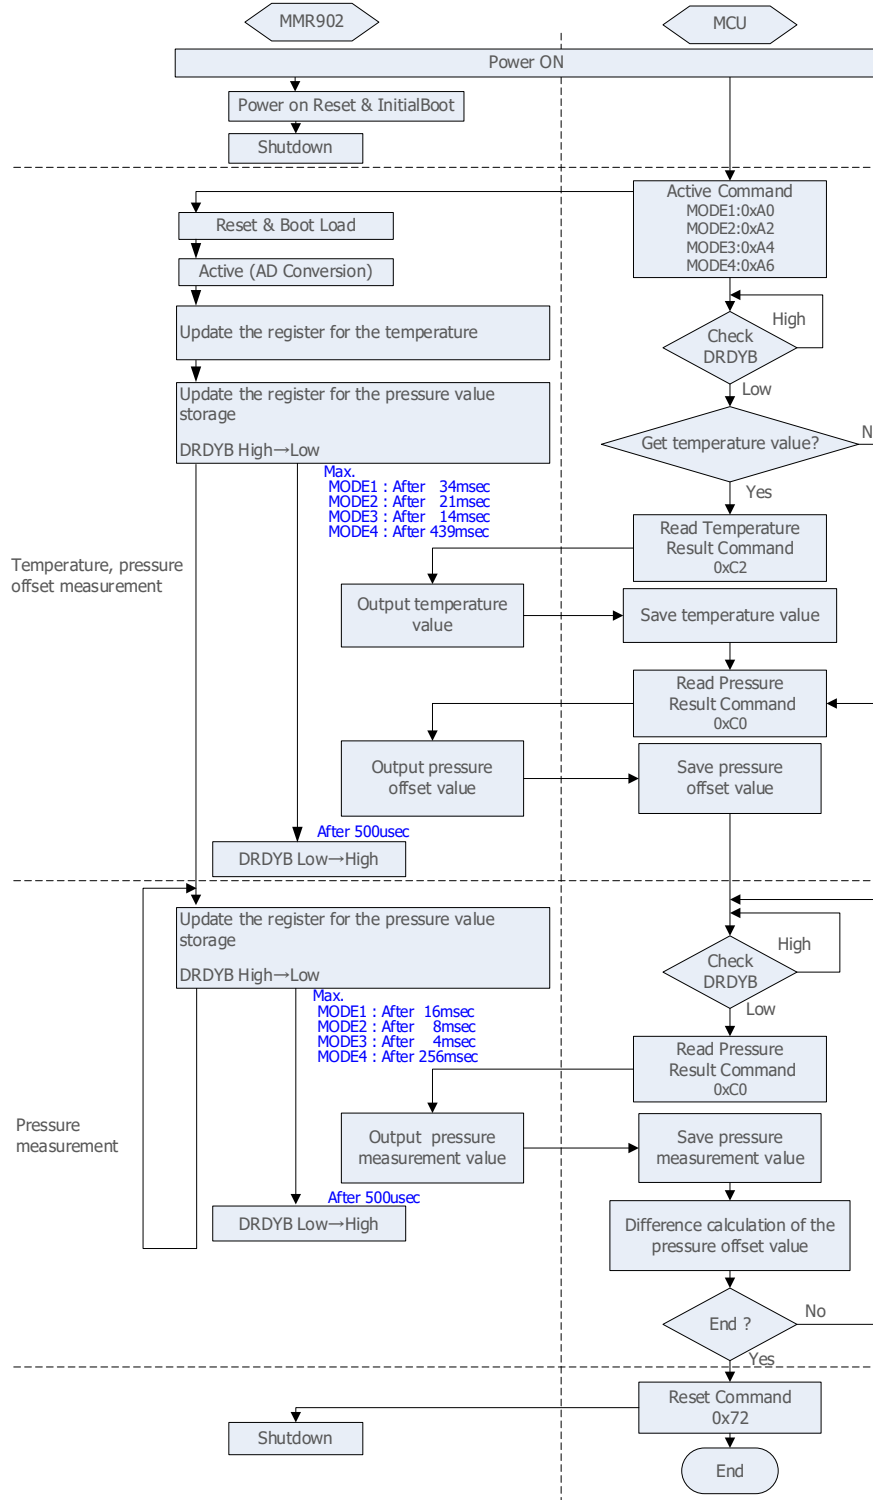 MMR902
MCU
Power ON
Power on Reset & InitialBoot
Shutdown
Active Command
MODE1:0xA0
MODE2:0xA2
MODE3:0xA4
MODE4:0xA6
Reset & Boot Load
Active (AD Conversion)
Update the register for the temperature
High
Check
DRDYB
Low
Update the register for the pressure value
storage
DRDYB High→Low
Get temperature value?
N
Yes
Max.
MODE1 : After 34msec
MODE2 : After 21msec
MODE3 : After 14msec
MODE4 : After 439msec
Read Temperature
Result Command
0xC2
Temperature, pressure
offset measurement
Output temperature
value
Save temperature value
Read Pressure
Result Command
0xC0
Output pressure
offset value
Save pressure
offset value
After 500usec
DRDYB Low→High
Update the register for the pressure value
storage
DRDYB High→Low
High
Check
DRDYB
Low
Max.
MODE1 : After 16msec
MODE2 : After 8msec
MODE3 : After 4msec
MODE4 : After 256msec
Read Pressure
Result Command
0xC0
Pressure
measurement
Output pressure
measurement value
Save pressure
measurement value
After 500usec
DRDYB Low→High
Difference calculation of the
pressure offset value
End ?
No
Yes
Reset Command
0x72
Shutdown
End